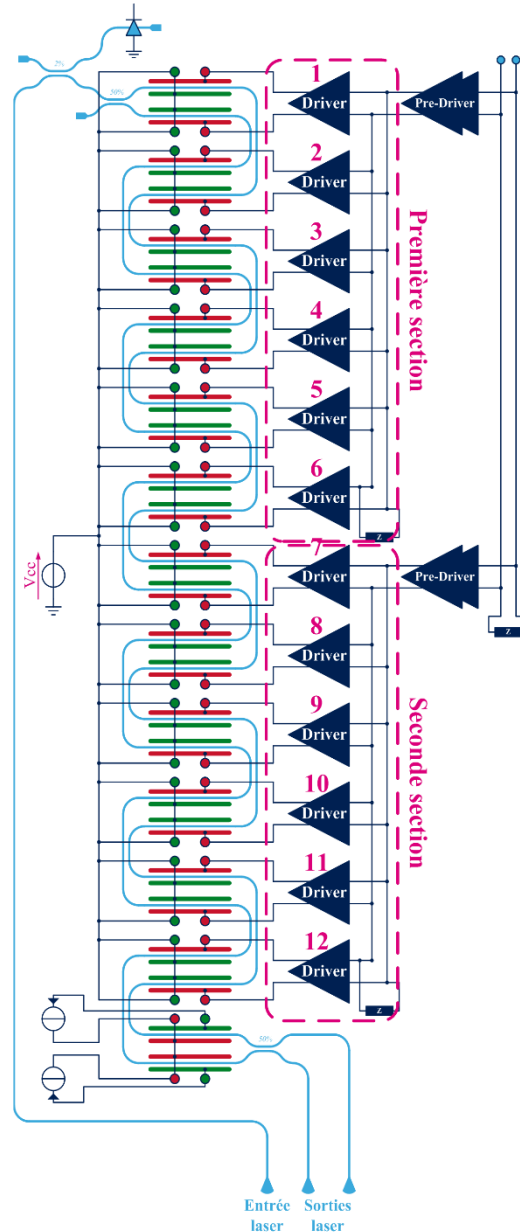 2%
50%
1
Driver
Pre-Driver
2
Driver
3
Driver
Première section
4
Driver
5
Driver
6
Driver
Z
Vcc
7
Driver
Pre-Driver
Z
8
Driver
9
Driver
Seconde section
10
Driver
11
Driver
12
Driver
Z
50%
Entrée
laser
Sorties
laser